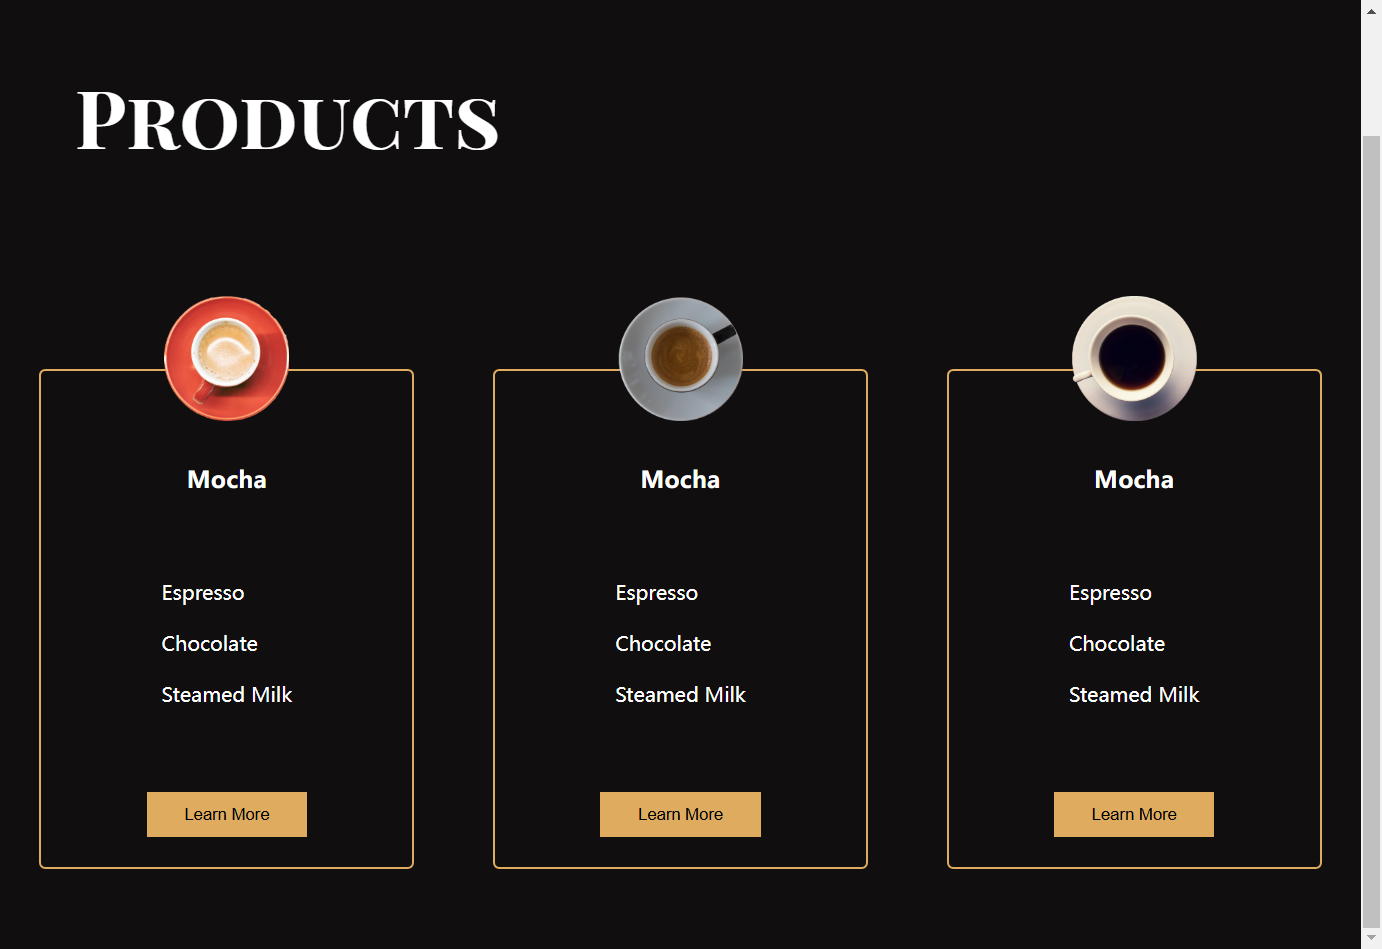 Products
Mocha
Espresso
Chocolate
Steamed Milk
Learn More
Mocha
Espresso
Chocolate
Steamed Milk
Learn More
Mocha
Espresso
Chocolate
Steamed Milk
Learn More